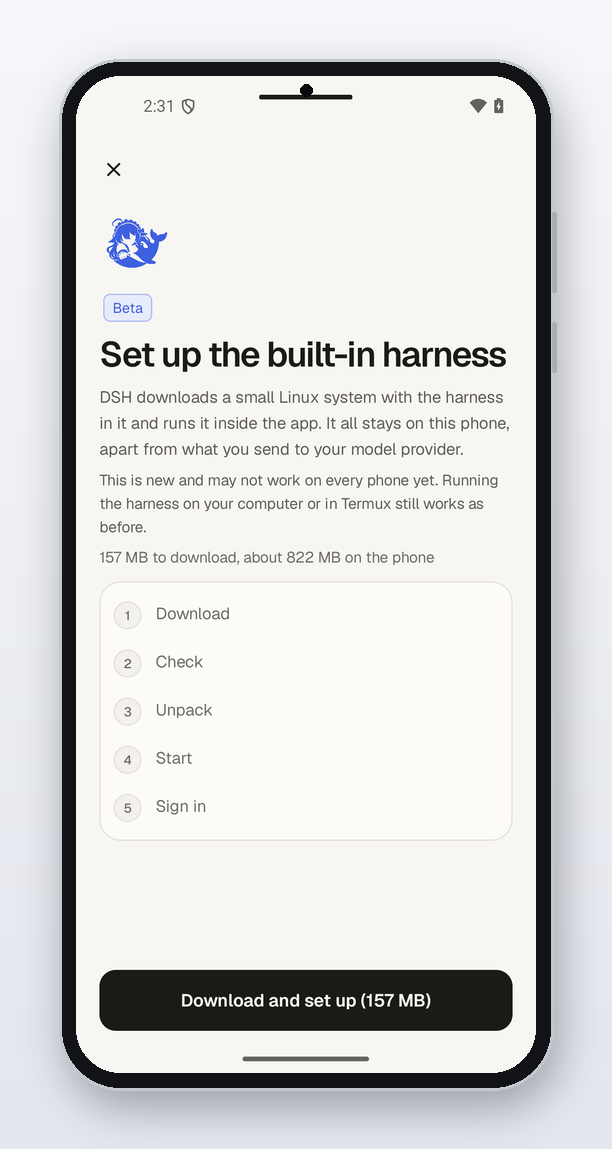 2:31
Beta
Set up the built-in harness
DSH downloads a small Linux system with the harness
in it and runs it inside the app. It all stays on this phone,
apart from what you send to your model provider.
This is new and may not work on every phone yet. Running
the harness on your computer or in Termux still works as
before.
157 MB to download, about 822 MB on the phone
1 Download
2 Check
3 Unpack
4 Start
5 Sign in
Download and set up (157 MB)